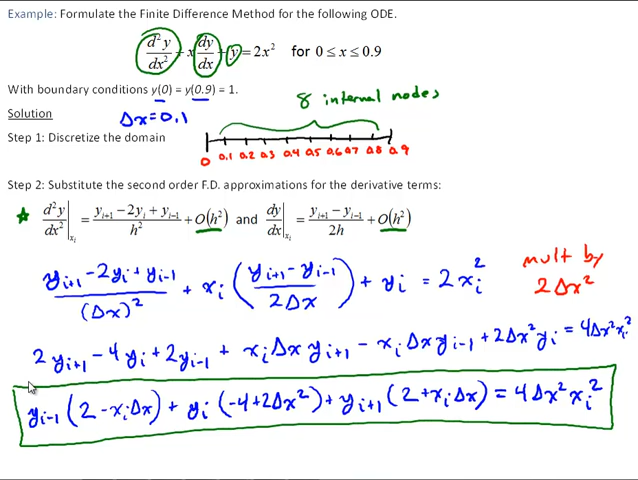 Example: Formulate the Finite Difference Method for the following ODE.
d²y/dx² + x dy/dx + y = 2x² for 0 ≤ x ≤ 0.9
With boundary conditions y(0) = y(0.9) = 1.
8 internal nodes
Solution
Δx = 0.1
Step 1: Discretize the domain
0 0.1 0.2 0.3 0.4 0.5 0.6 0.7 0.8 0.9
Step 2: Substitute the second order F.D. approximations for the derivative terms:
d²y/dx²|xᵢ = (yᵢ₊₁ − 2yᵢ + yᵢ₋₁)/h² + O(h²) and dy/dx|xᵢ = (yᵢ₊₁ − yᵢ₋₁)/2h + O(h²)
(yᵢ₊₁ − 2yᵢ + yᵢ₋₁)/(Δx)² + xᵢ((yᵢ₊₁ − yᵢ₋₁)/2Δx) + yᵢ = 2xᵢ²
mult by
2Δx²
2yᵢ₊₁ − 4yᵢ + 2yᵢ₋₁ + xᵢΔx yᵢ₊₁ − xᵢΔx yᵢ₋₁ + 2Δx² yᵢ = 4Δx²xᵢ²
yᵢ₋₁(2 − xᵢΔx) + yᵢ(−4 + 2Δx²) + yᵢ₊₁(2 + xᵢΔx) = 4Δx² xᵢ²